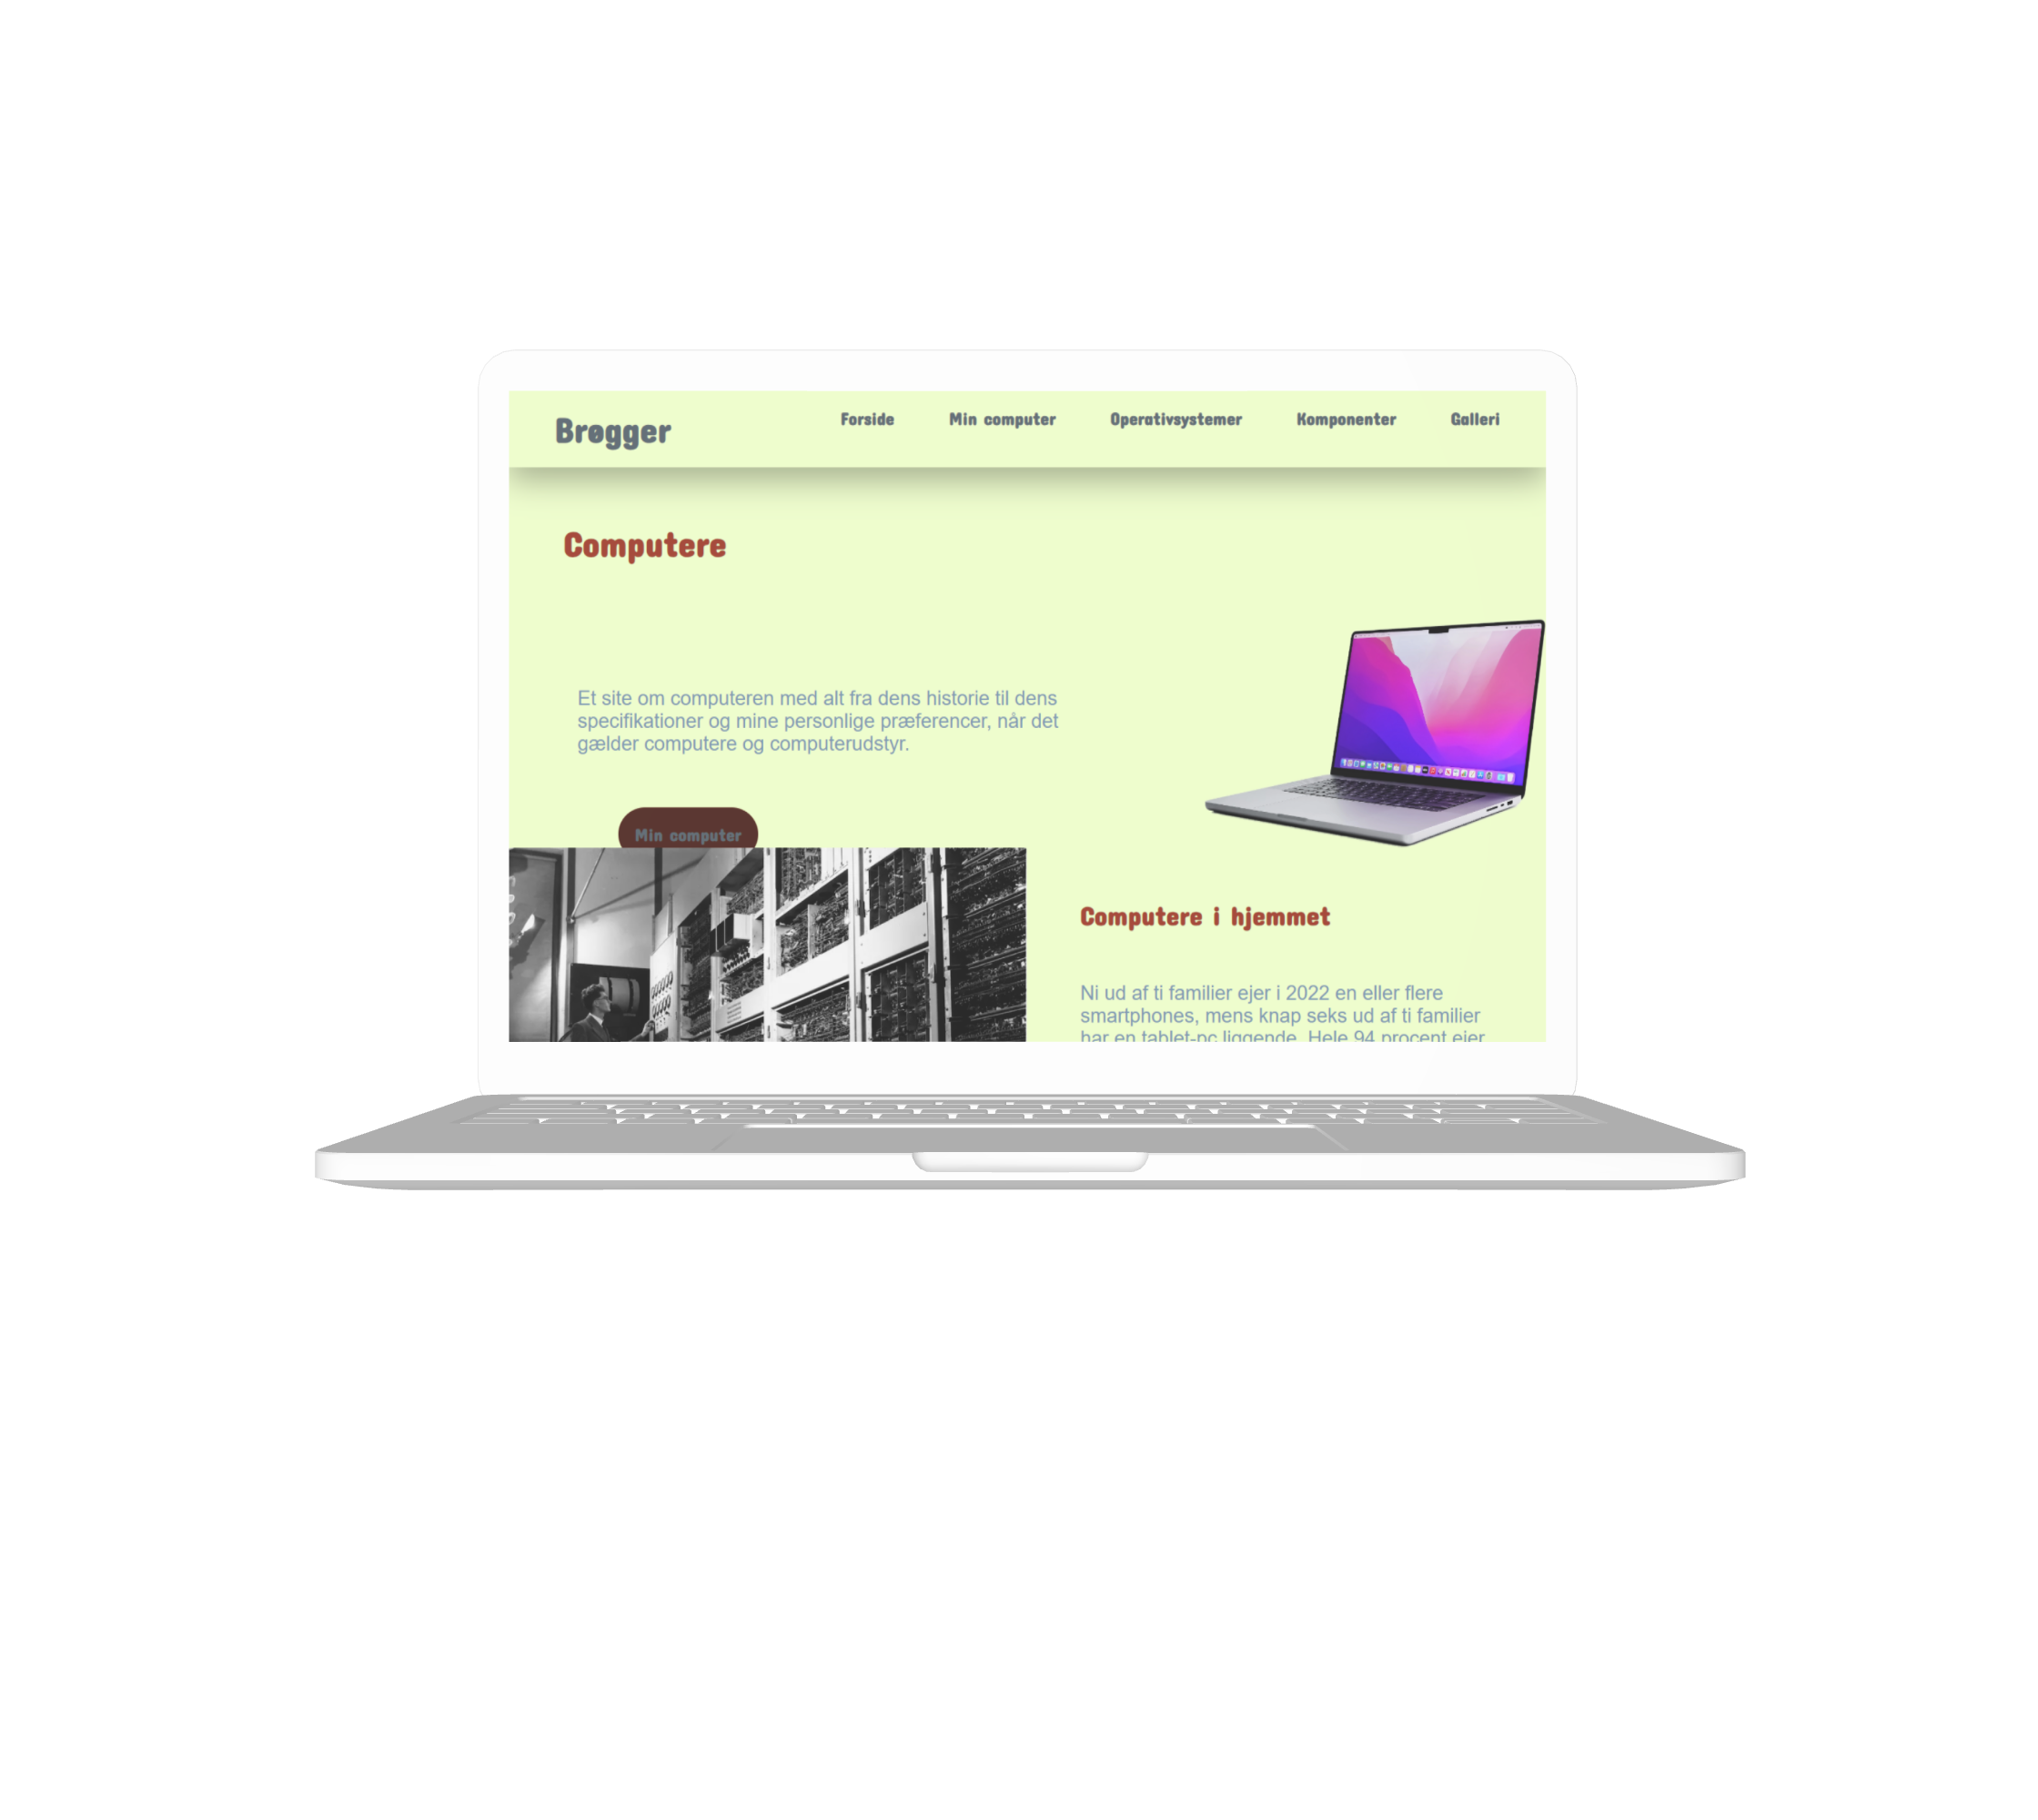 Brøgger
Forside
Min computer
Operativsystemer
Komponenter
Galleri
Computere
Et site om computeren med alt fra dens historie til dens
specifikationer og mine personlige præferencer, når det
gælder computere og computerudstyr.
Min computer
Computere i hjemmet
Ni ud af ti familier ejer i 2022 en eller flere
smartphones, mens knap seks ud af ti familier
har en tablet-pc liggende. Hele 94 procent ejer